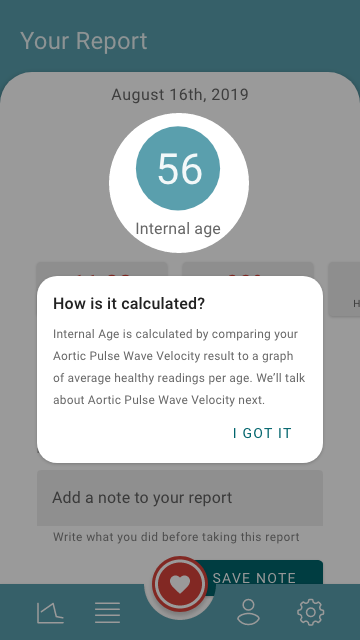 Your Report
August 16th, 2019
56
Internal age
How is it calculated?
Internal Age is calculated by comparing your
Aortic Pulse Wave Velocity result to a graph
of average healthy readings per age. We'll talk
about Aortic Pulse Wave Velocity next.
I GOT IT
Add a note to your report
Write what you did before taking this report
SAVE NOTE